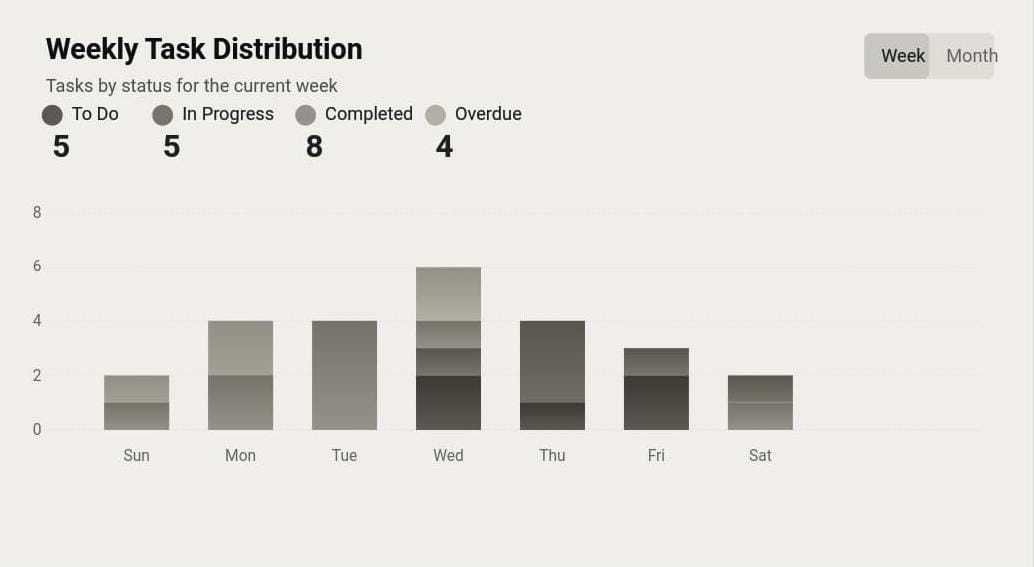 Weekly Task Distribution
Week Month
Tasks by status for the current week
To Do In Progress Completed Overdue
5 5 8 4
8
6
4
2
0
Sun Mon Tue Wed Thu Fri Sat